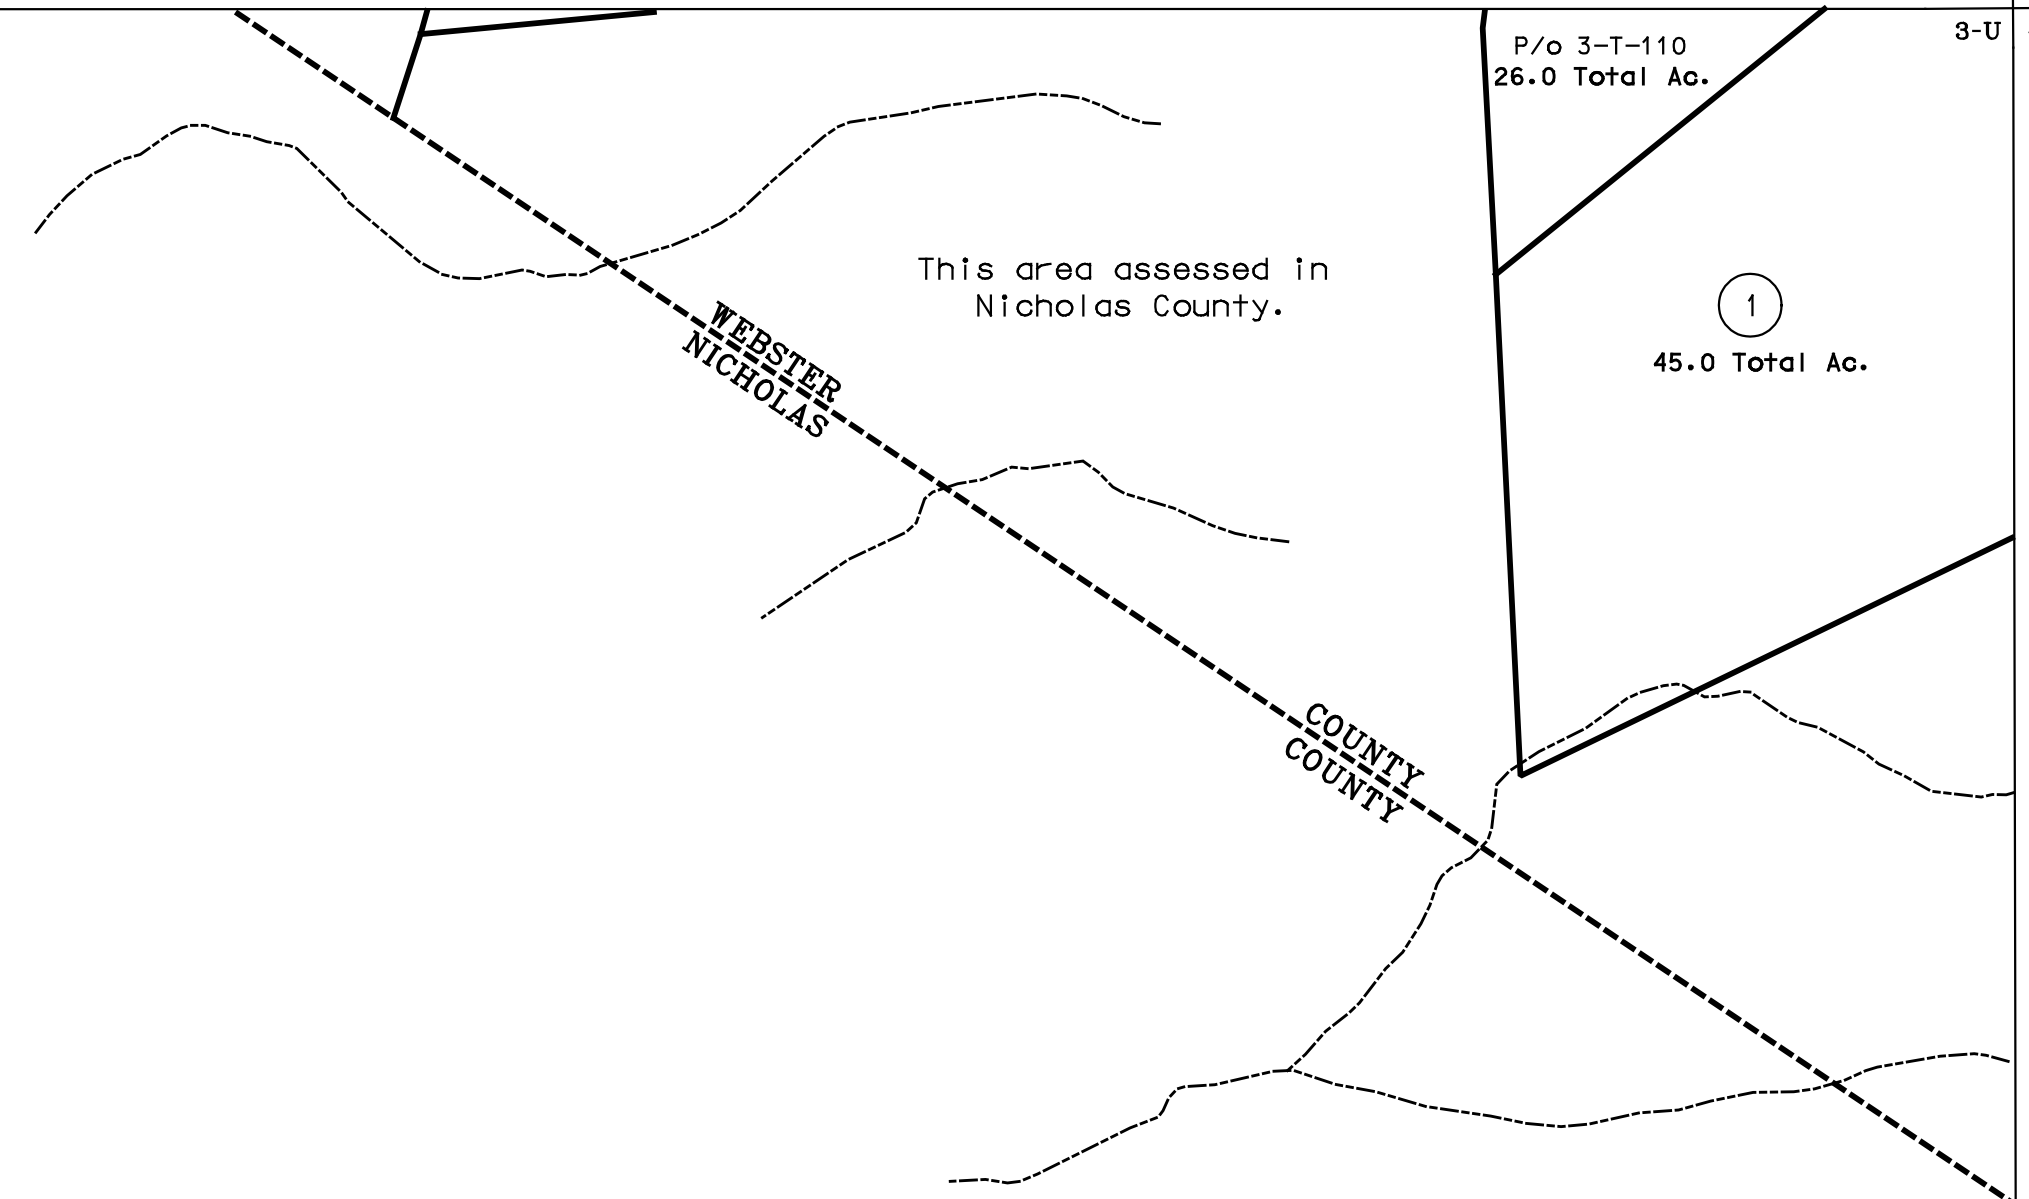 3-U
P/o 3-T-110
26.0 Total Ac.
This area assessed in
Nicholas County.
1
45.0 Total Ac.
WEBSTER
NICHOLAS
COUNTY
COUNTY